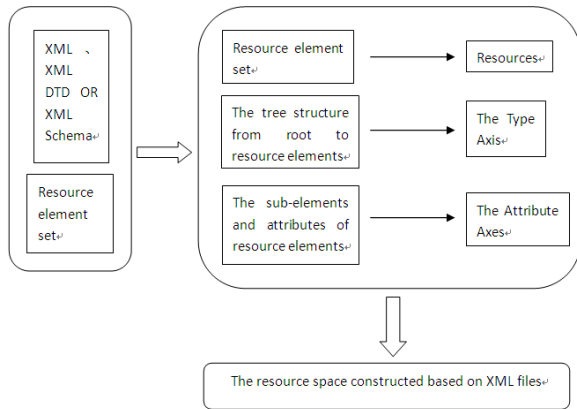 XML 、
XML
DTD OR
XML
Schema↵
Resource
element
set↵
Resource element
set↵
Resources↵
The tree structure
from root to
resource elements↵
The Type
Axis↵
The sub-elements
and attributes of
resource elements↵
The Attribute
Axes↵
The resource space constructed based on XML files↵